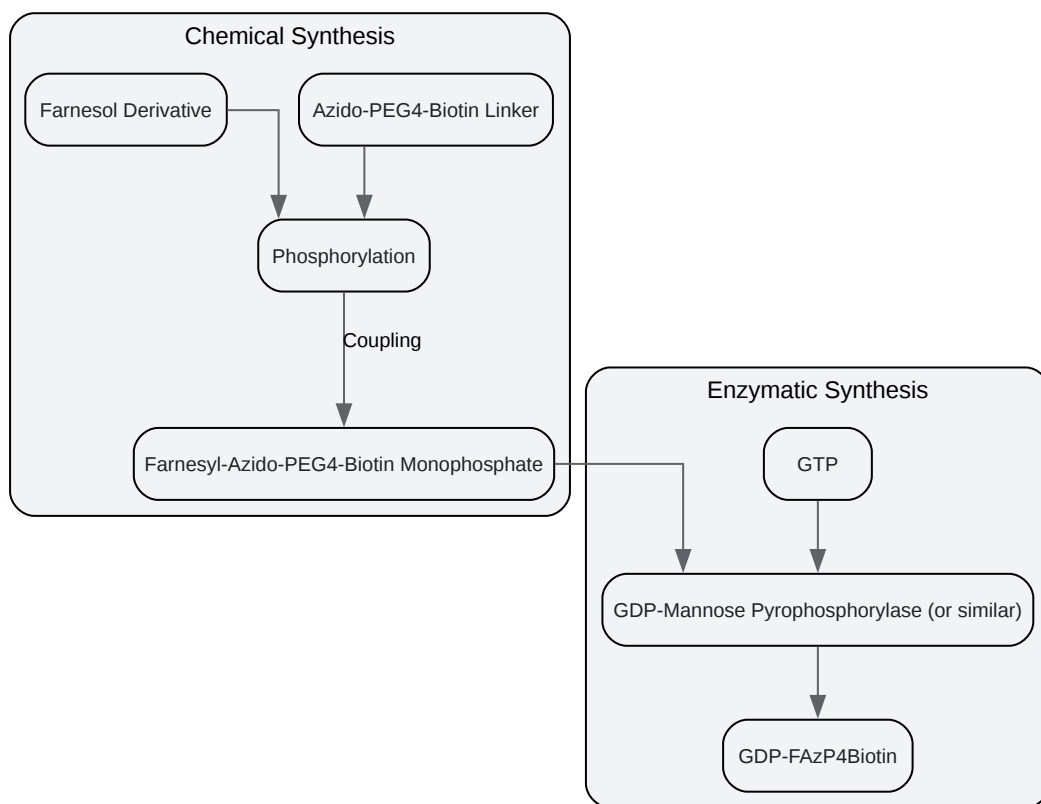 Chemical Synthesis
Farnesol Derivative
Azido-PEG4-Biotin Linker
Phosphorylation
Coupling
Farnesyl-Azido-PEG4-Biotin Monophosphate
Enzymatic Synthesis
GTP
GDP-Mannose Pyrophosphorylase (or similar)
GDP-FAzP4Biotin